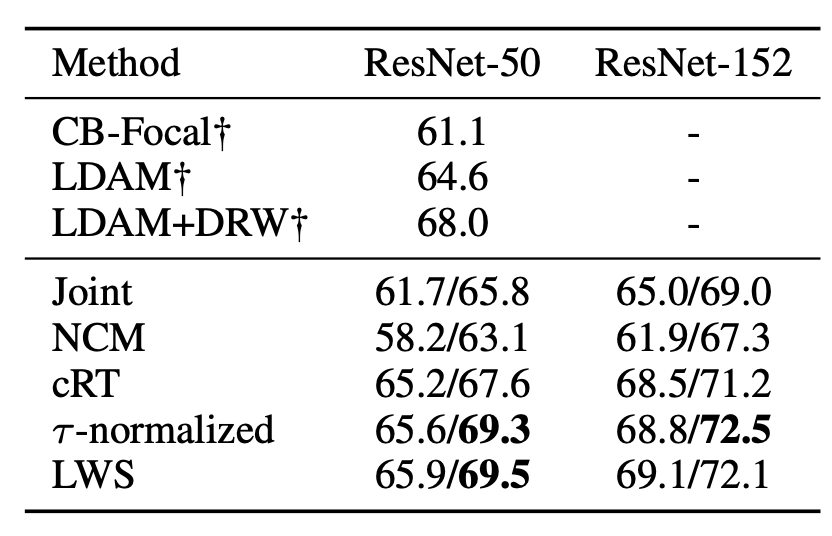 Method ResNet-50 ResNet-152
CB-Focal† 61.1 -
LDAM† 64.6 -
LDAM+DRW† 68.0 -
Joint 61.7/65.8 65.0/69.0
NCM 58.2/63.1 61.9/67.3
cRT 65.2/67.6 68.5/71.2
τ-normalized 65.6/69.3 68.8/72.5
LWS 65.9/69.5 69.1/72.1